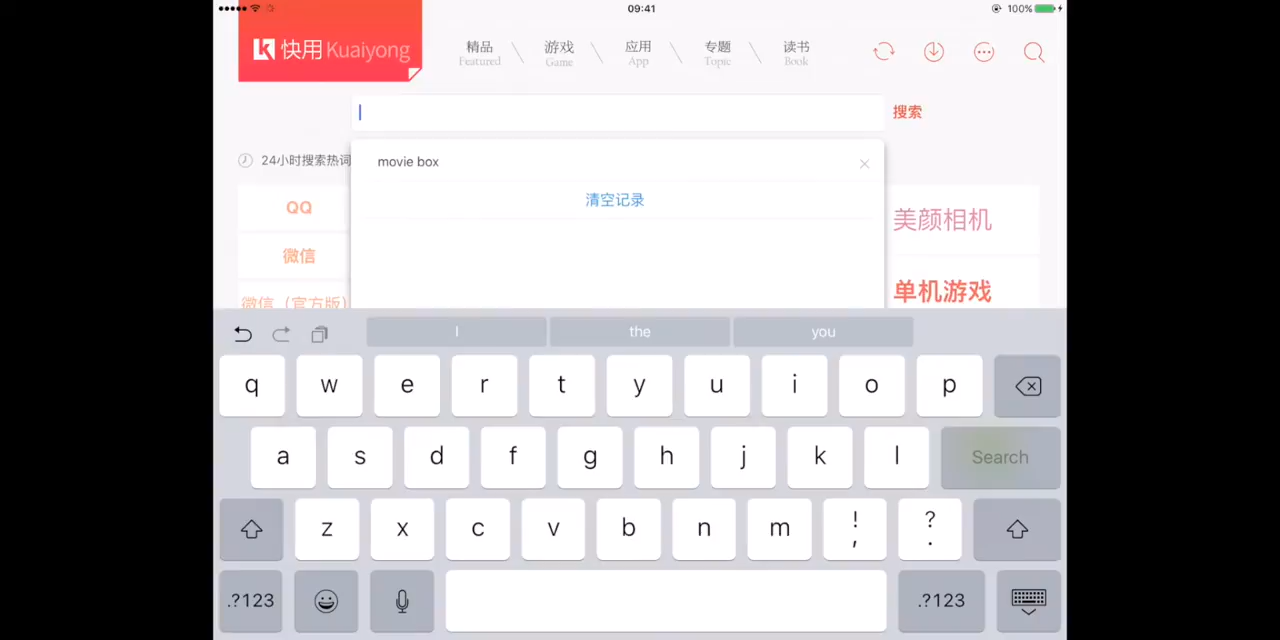 09:41
100%
快用 Kuaiyong
精品 游戏 应用 专题 读书
Featured Game App Topic Book
搜索
24小时搜索热词
movie box
清空记录
QQ
微信
微信（官方版）
美颜相机
单机游戏
I the you
q w e r t y u i o p
a s d f g h j k l Search
z x c v b n m ! , ? .
.?123 .?123